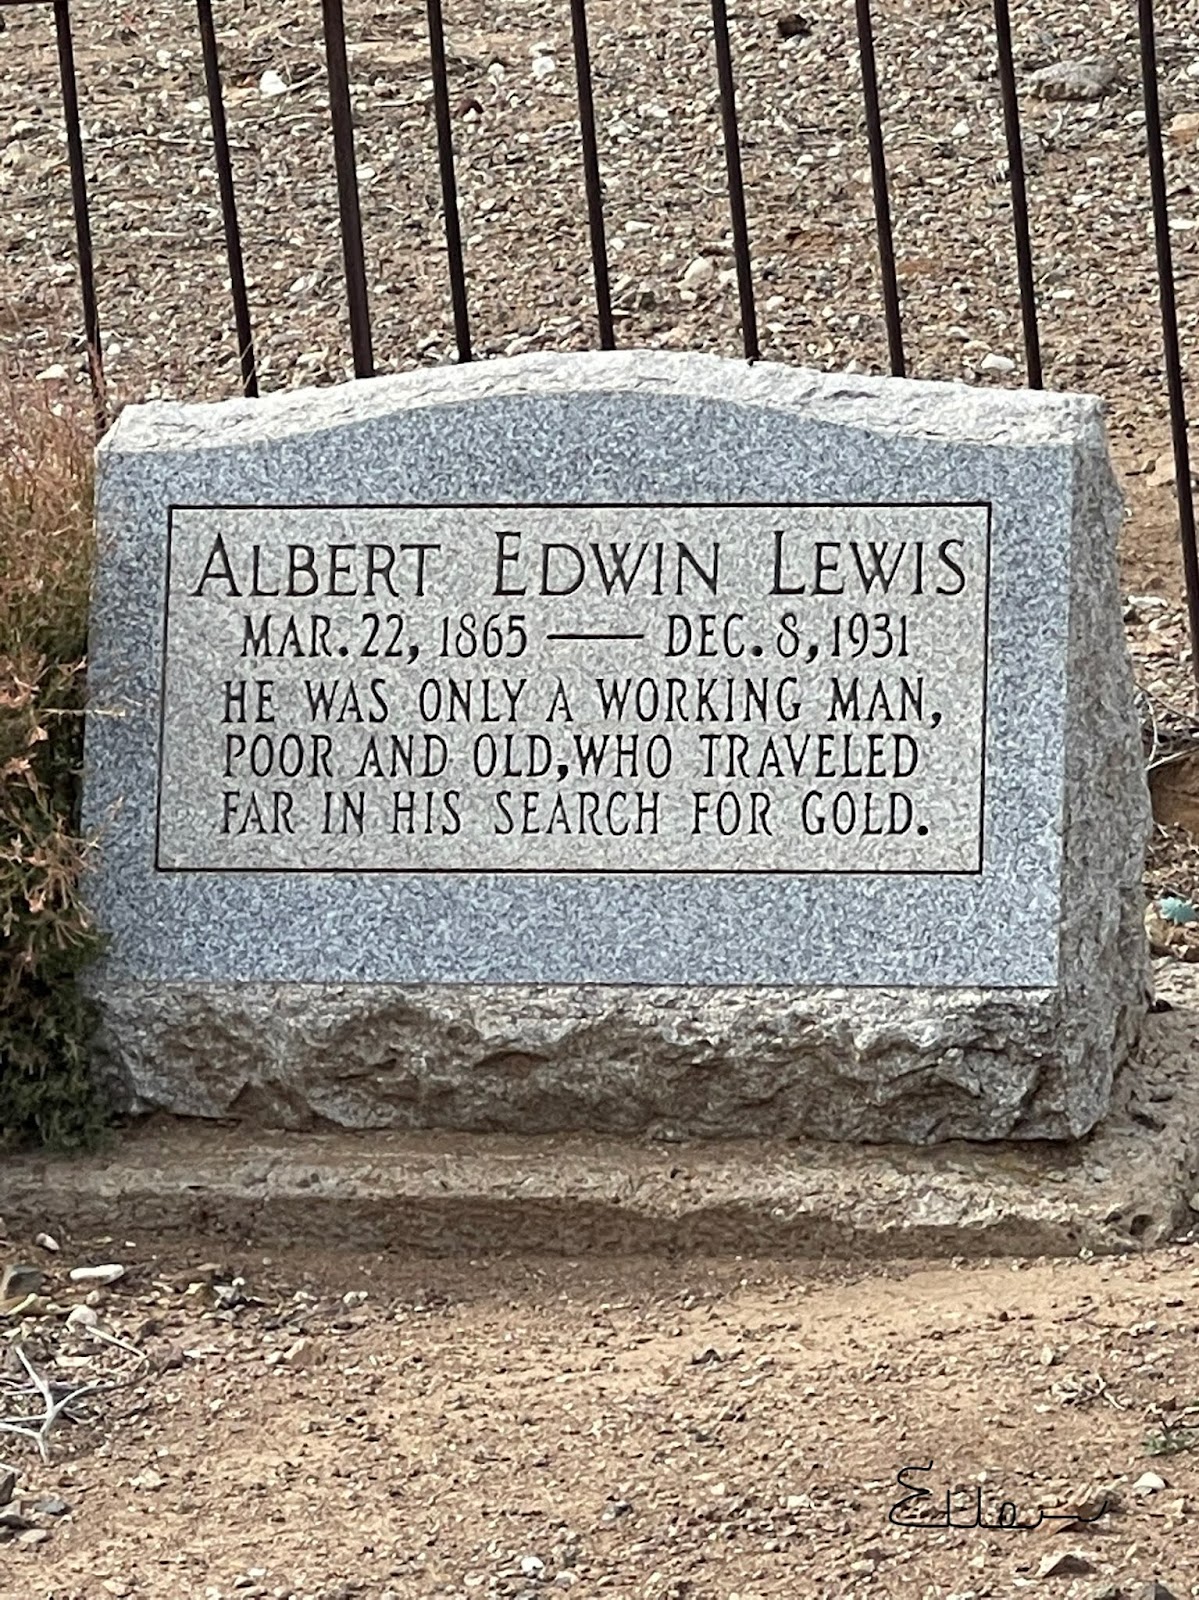 ALBERT EDWIN LEWIS
MAR. 22, 1865 — DEC. 8, 1931
HE WAS ONLY A WORKING MAN,
POOR AND OLD, WHO TRAVELED
FAR IN HIS SEARCH FOR GOLD.
Ellen